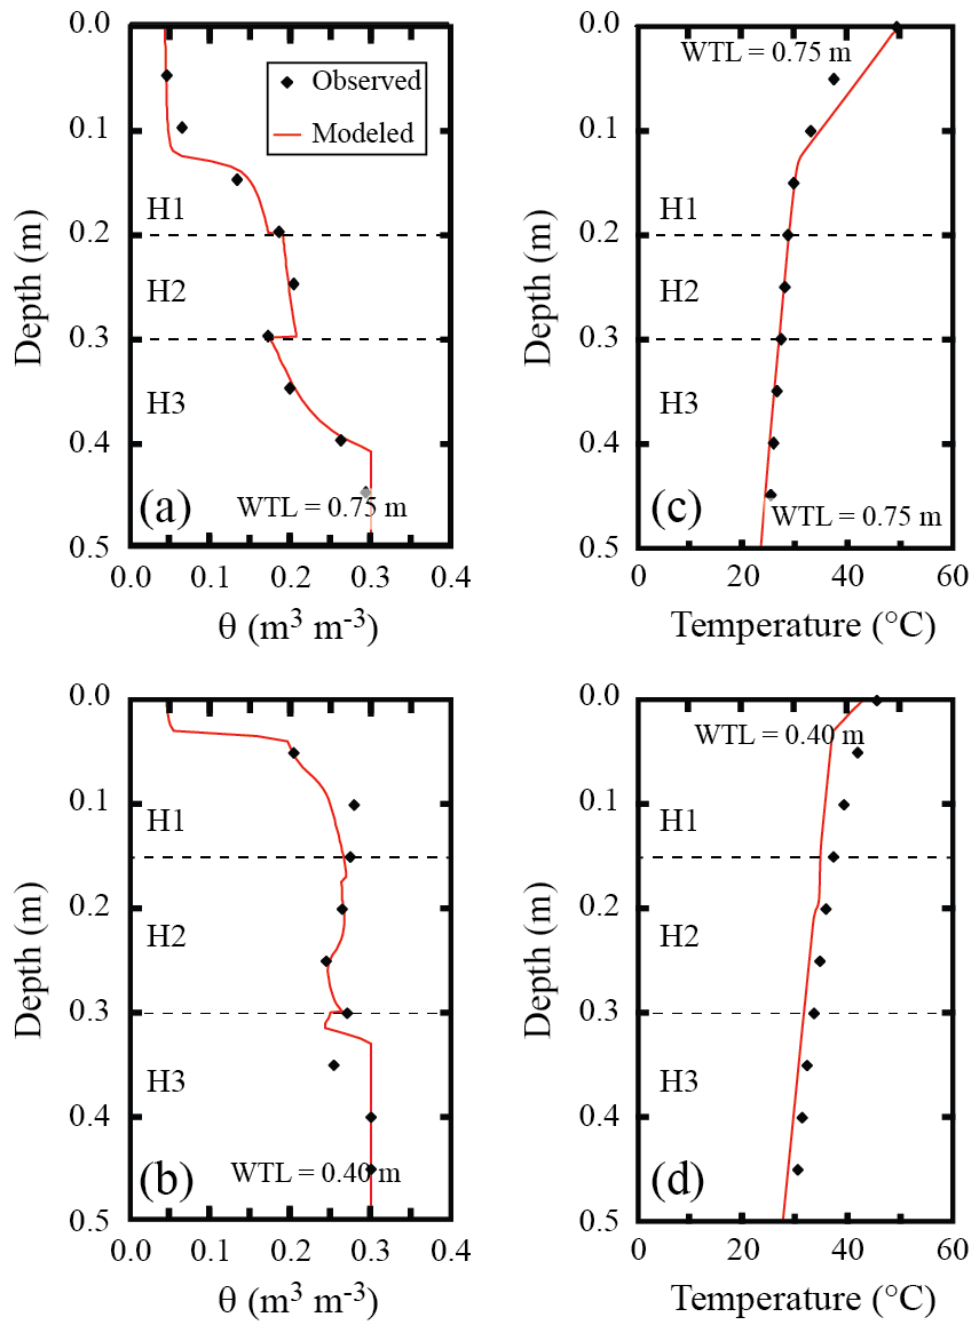 0.0
0.1
0.2
0.3
0.4
0.5
Depth (m)
Observed
Modeled
H1
H2
H3
(a)
WTL = 0.75 m
0.0 0.1 0.2 0.3 0.4
θ (m³ m⁻³)
0.0
0.1
0.2
0.3
0.4
0.5
Depth (m)
WTL = 0.75 m
H1
H2
H3
(c)
WTL = 0.75 m
0 20 40 60
Temperature (°C)
0.0
0.1
0.2
0.3
0.4
0.5
Depth (m)
H1
H2
H3
(b)
WTL = 0.40 m
0.0 0.1 0.2 0.3 0.4
θ (m³ m⁻³)
0.0
0.1
0.2
0.3
0.4
0.5
Depth (m)
WTL = 0.40 m
H1
H2
H3
(d)
0 20 40 60
Temperature (°C)